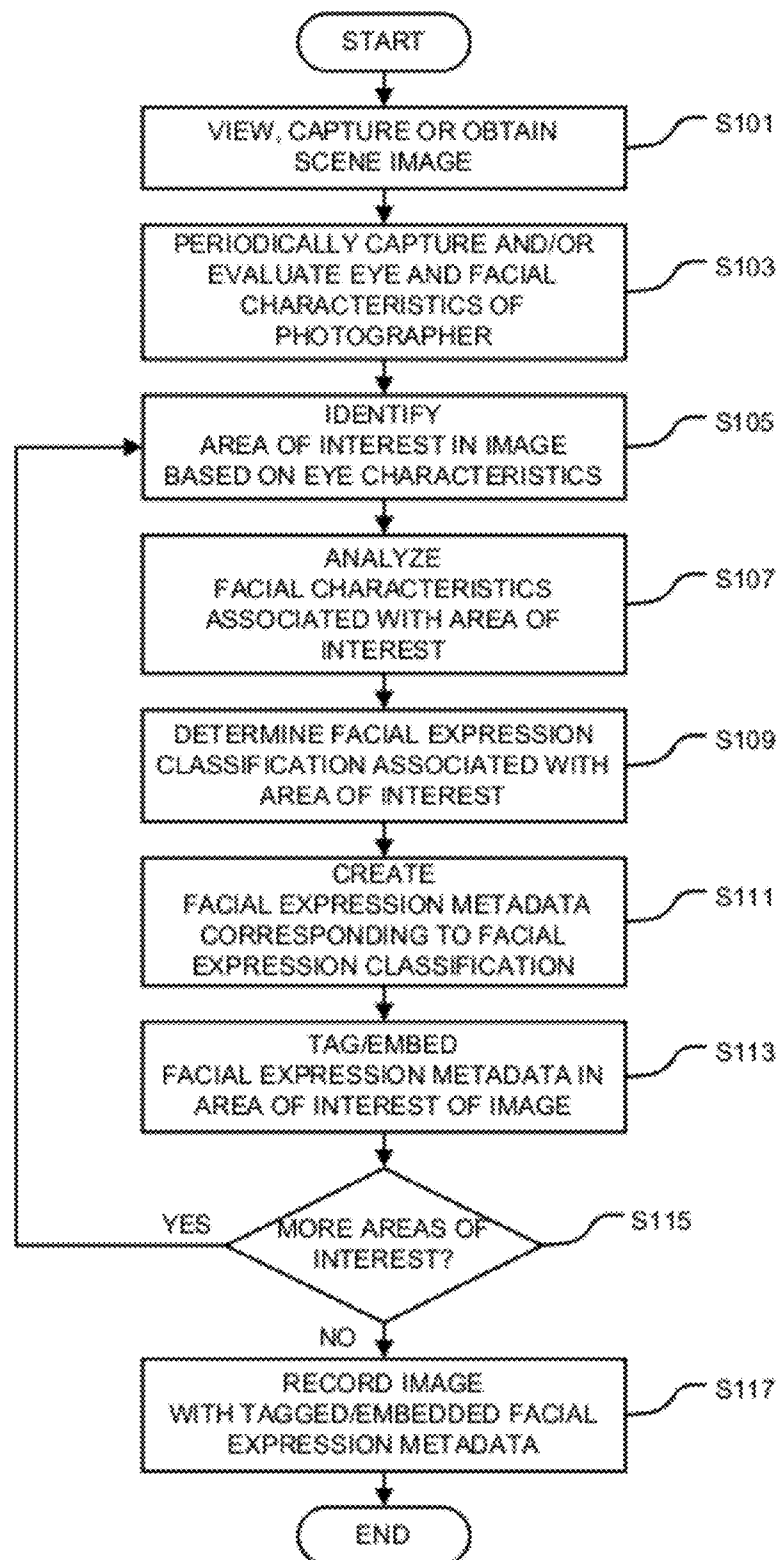 START
VIEW, CAPTURE OR OBTAIN
SCENE IMAGE
S101
PERIODICALLY CAPTURE AND/OR
EVALUATE EYE AND FACIAL
CHARACTERISTICS OF
PHOTOGRAPHER
S103
IDENTIFY
AREA OF INTEREST IN IMAGE
BASED ON EYE CHARACTERISTICS
S105
ANALYZE
FACIAL CHARACTERISTICS
ASSOCIATED WITH AREA OF
INTEREST
S107
DETERMINE FACIAL EXPRESSION
CLASSIFICATION ASSOCIATED WITH
AREA OF INTEREST
S109
CREATE
FACIAL EXPRESSION METADATA
CORRESPONDING TO FACIAL
EXPRESSION CLASSIFICATION
S111
TAG/EMBED
FACIAL EXPRESSION METADATA IN
AREA OF INTEREST OF IMAGE
S113
YES
MORE AREAS OF
INTEREST?
S115
NO
RECORD IMAGE
WITH TAGGED/EMBEDDED FACIAL
EXPRESSION METADATA
S117
END